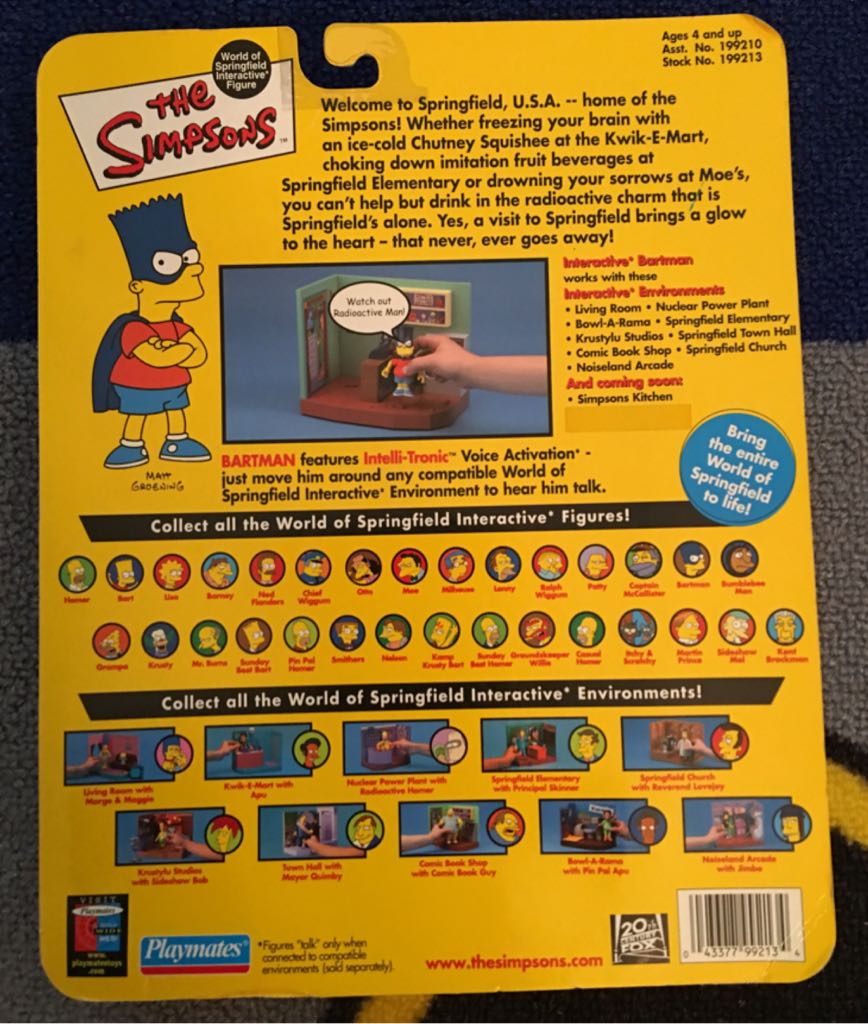 Ages 4 and up
Asst. No. 199210
Stock No. 199213
World of
Springfield
Interactive*
Figure
THE
SIMPSONS™
Welcome to Springfield, U.S.A. -- home of the
Simpsons! Whether freezing your brain with
an ice-cold Chutney Squishee at the Kwik-E-Mart,
choking down imitation fruit beverages at
Springfield Elementary or drowning your sorrows at Moe's,
you can't help but drink in the radioactive charm that is
Springfield's alone. Yes, a visit to Springfield brings a glow
to the heart – that never, ever goes away!
Watch out
Radioactive Man!
Interactive* Bartman
works with these
Interactive* Environments
• Living Room • Nuclear Power Plant
• Bowl-A-Rama • Springfield Elementary
• Krustylu Studios • Springfield Town Hall
• Comic Book Shop • Springfield Church
• Noiseland Arcade
And coming soon:
• Simpsons Kitchen
MATT
GROENING
BARTMAN features Intelli-Tronic™ Voice Activation* -
just move him around any compatible World of
Springfield Interactive* Environment to hear him talk.
Bring
the entire
World of
Springfield
to life!
Collect all the World of Springfield Interactive* Figures!
Homer
Bart
Lisa
Barney
Ned
Flanders
Chief
Wiggum
Otto
Moe
Milhouse
Lenny
Ralph
Wiggum
Patty
Captain
McCallister
Bartman
Bumblebee
Man
Grampa
Krusty
Mr. Burns
Sunday
Best Bart
Pin Pal
Homer
Smithers
Nelson
Kamp
Krusty Bart
Sunday
Best Homer
Groundskeeper
Willie
Casual
Homer
Itchy &
Scratchy
Martin
Prince
Sideshow
Mel
Kent
Brockman
Collect all the World of Springfield Interactive* Environments!
Living Room with
Marge & Maggie
Kwik-E-Mart with
Apu
Nuclear Power Plant with
Radioactive Homer
Springfield Elementary
with Principal Skinner
Springfield Church
with Reverend Lovejoy
Krustylu Studios
with Sideshow Bob
Town Hall with
Mayor Quimby
Comic Book Shop
with Comic Book Guy
Bowl-A-Rama
with Pin Pal Apu
Noiseland Arcade
with Jimbo
VISIT
Playmates
WIDE
WEB
www.
playmatestoys
.com
Playmates®
*Figures "talk" only when
connected to compatible
environments (sold separately).
www.thesimpsons.com
20th
CENTURY
FOX
0 43377 99213 4